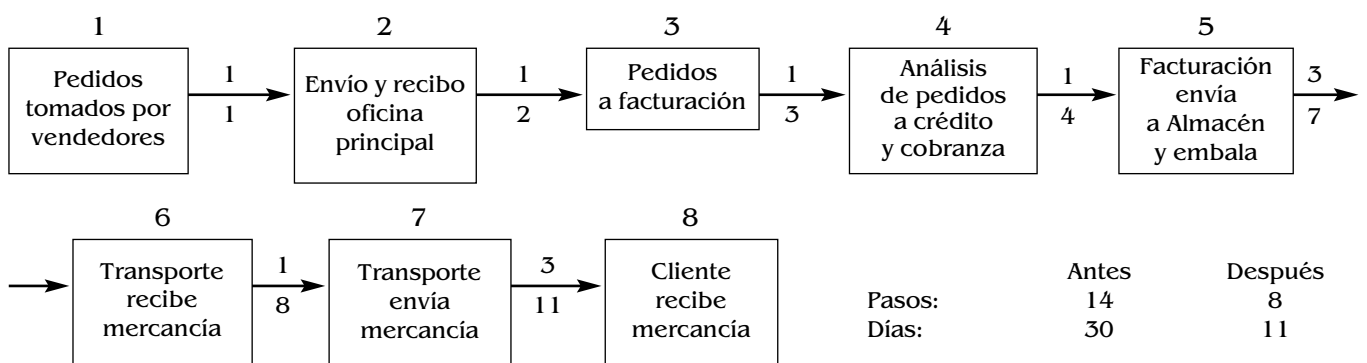 1
Pedidos
tomados por
vendedores
1
1
2
Envío y recibo
oficina
principal
1
2
3
Pedidos
a facturación
1
3
4
Análisis
de pedidos
a crédito
y cobranza
1
4
5
Facturación
envía
a Almacén
y embala
3
7
6
Transporte
recibe
mercancía
1
8
7
Transporte
envía
mercancía
3
11
8
Cliente
recibe
mercancía
Antes Después
Pasos: 14 8
Días: 30 11